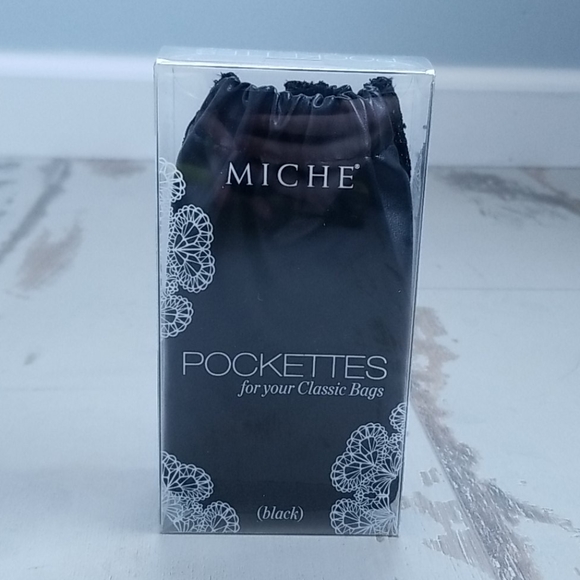 MICHE®
POCKETTES
for your Classic Bags
(black)